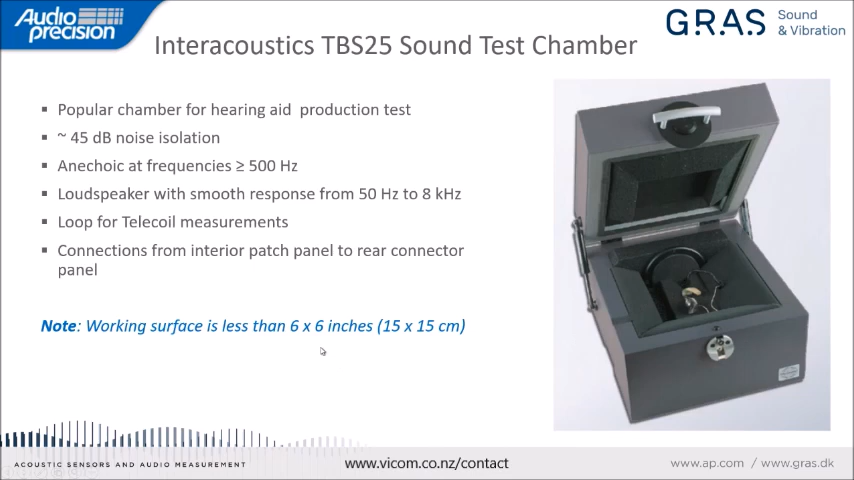 Audio
precision
GRAS Sound
& Vibration
Interacoustics TBS25 Sound Test Chamber
▪ Popular chamber for hearing aid production test
▪ ~ 45 dB noise isolation
▪ Anechoic at frequencies ≥ 500 Hz
▪ Loudspeaker with smooth response from 50 Hz to 8 kHz
▪ Loop for Telecoil measurements
▪ Connections from interior patch panel to rear connector
panel
Note: Working surface is less than 6 x 6 inches (15 x 15 cm)
ACOUSTIC SENSORS AND AUDIO MEASUREMENT
www.vicom.co.nz/contact
www.ap.com / www.gras.dk